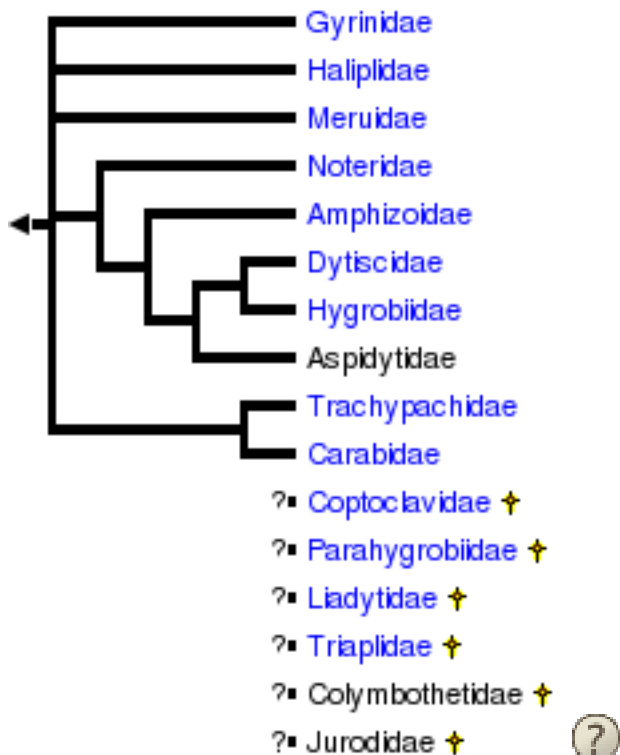 Gyrinidae
Haliplidae
Meruidae
Noteridae
Amphizoidae
Dytiscidae
Hygrobiidae
Aspidytidae
Trachypachidae
Carabidae
? Coptoclavidae
? Parahygrobiidae
? Liadytidae
? Triaplidae
? Colymbothetidae
? Jurodidae
?